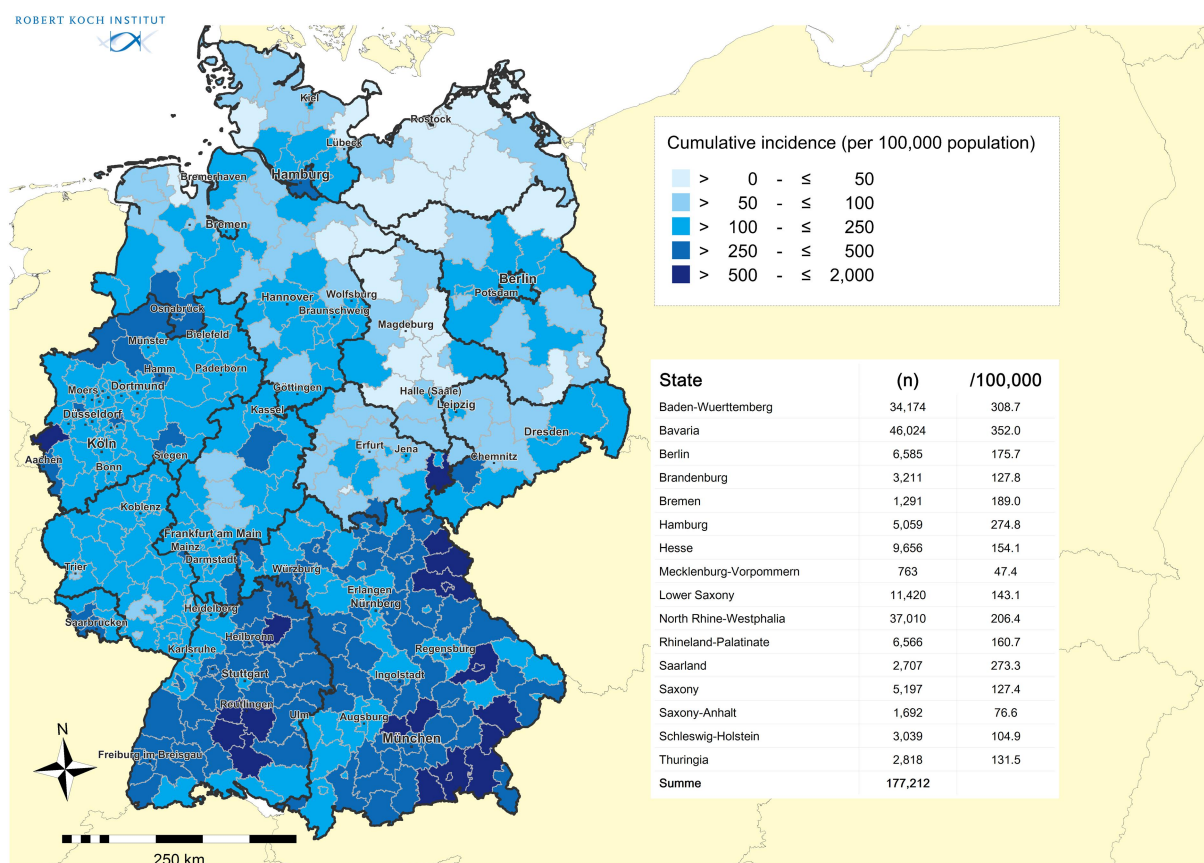 ROBERT KOCH INSTITUT
Kiel
Rostock
Lübeck
Bremerhaven
Hamburg
Bremen
Berlin
Potsdam
Hannover
Wolfsburg
Braunschweig
Osnabrück
Magdeburg
Münster
Bielefeld
Hamm
Paderborn
Moers
Dortmund
Göttingen
Halle (Saale)
Leipzig
Düsseldorf
Kassel
Dresden
Köln
Erfurt
Jena
Aachen
Siegen
Chemnitz
Bonn
Koblenz
Frankfurt am Main
Mainz
Darmstadt
Trier
Würzburg
Erlangen
Nürnberg
Heidelberg
Saarbrücken
Heilbronn
Karlsruhe
Regensburg
Stuttgart
Ingolstadt
Reutlingen
Ulm
Augsburg
München
Freiburg im Breisgau
N
250 km
Cumulative incidence (per 100,000 population)
> 0 - ≤ 50
> 50 - ≤ 100
> 100 - ≤ 250
> 250 - ≤ 500
> 500 - ≤ 2,000
State (n) /100,000
Baden-Wuerttemberg 34,174 308.7
Bavaria 46,024 352.0
Berlin 6,585 175.7
Brandenburg 3,211 127.8
Bremen 1,291 189.0
Hamburg 5,059 274.8
Hesse 9,656 154.1
Mecklenburg-Vorpommern 763 47.4
Lower Saxony 11,420 143.1
North Rhine-Westphalia 37,010 206.4
Rhineland-Palatinate 6,566 160.7
Saarland 2,707 273.3
Saxony 5,197 127.4
Saxony-Anhalt 1,692 76.6
Schleswig-Holstein 3,039 104.9
Thuringia 2,818 131.5
Summe 177,212